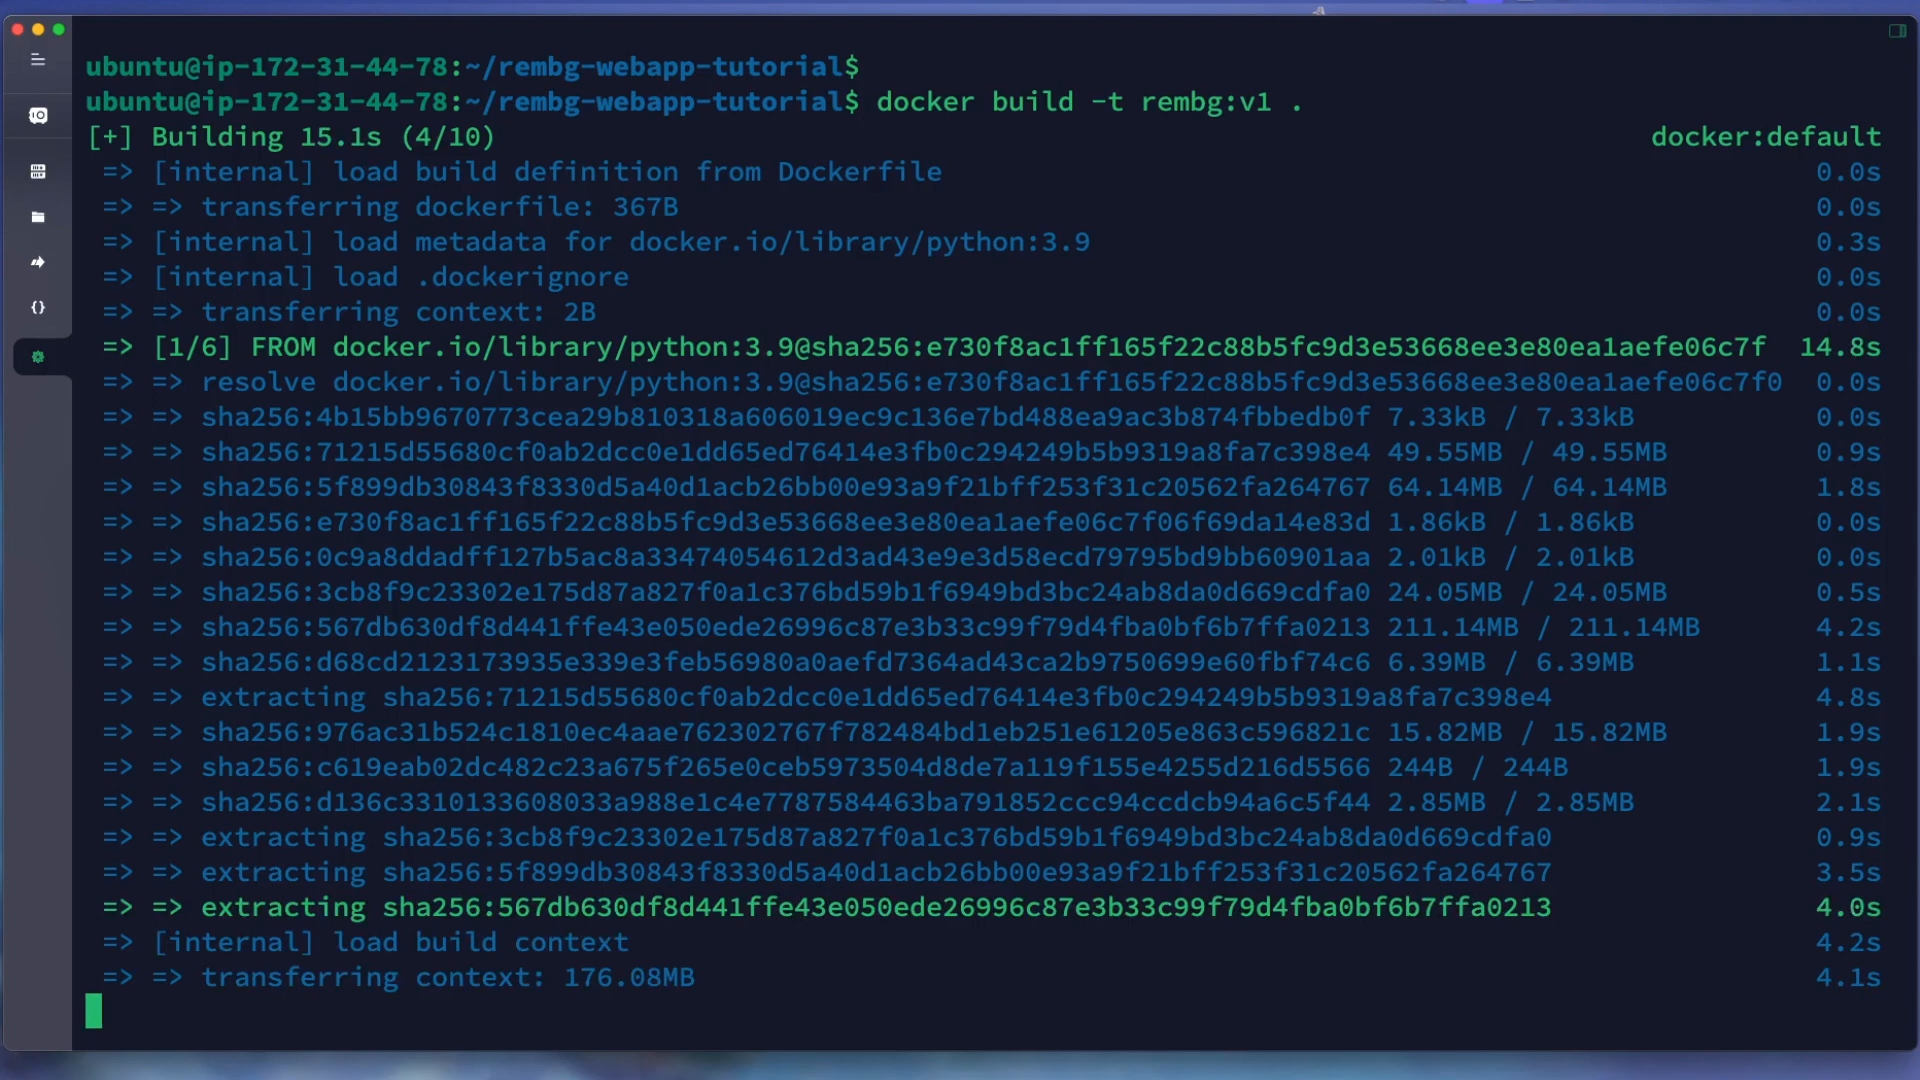 ubuntu@ip-172-31-44-78:~/rembg-webapp-tutorial$
ubuntu@ip-172-31-44-78:~/rembg-webapp-tutorial$ docker build -t rembg:v1 .
[+] Building 15.1s (4/10) docker:default
=> [internal] load build definition from Dockerfile 0.0s
=> => transferring dockerfile: 367B 0.0s
=> [internal] load metadata for docker.io/library/python:3.9 0.3s
=> [internal] load .dockerignore 0.0s
=> => transferring context: 2B 0.0s
=> [1/6] FROM docker.io/library/python:3.9@sha256:e730f8ac1ff165f22c88b5fc9d3e53668ee3e80ea1aefe06c7f 14.8s
=> => resolve docker.io/library/python:3.9@sha256:e730f8ac1ff165f22c88b5fc9d3e53668ee3e80ea1aefe06c7f0 0.0s
=> => sha256:4b15bb9670773cea29b810318a606019ec9c136e7bd488ea9ac3b874fbbedb0f 7.33kB / 7.33kB 0.0s
=> => sha256:71215d55680cf0ab2dcc0e1dd65ed76414e3fb0c294249b5b9319a8fa7c398e4 49.55MB / 49.55MB 0.9s
=> => sha256:5f899db30843f8330d5a40d1acb26bb00e93a9f21bff253f31c20562fa264767 64.14MB / 64.14MB 1.8s
=> => sha256:e730f8ac1ff165f22c88b5fc9d3e53668ee3e80ea1aefe06c7f06f69da14e83d 1.86kB / 1.86kB 0.0s
=> => sha256:0c9a8ddadff127b5ac8a33474054612d3ad43e9e3d58ecd79795bd9bb60901aa 2.01kB / 2.01kB 0.0s
=> => sha256:3cb8f9c23302e175d87a827f0a1c376bd59b1f6949bd3bc24ab8da0d669cdfa0 24.05MB / 24.05MB 0.5s
=> => sha256:567db630df8d441ffe43e050ede26996c87e3b33c99f79d4fba0bf6b7ffa0213 211.14MB / 211.14MB 4.2s
=> => sha256:d68cd2123173935e339e3feb56980a0aefd7364ad43ca2b9750699e60fbf74c6 6.39MB / 6.39MB 1.1s
=> => extracting sha256:71215d55680cf0ab2dcc0e1dd65ed76414e3fb0c294249b5b9319a8fa7c398e4 4.8s
=> => sha256:976ac31b524c1810ec4aae762302767f782484bd1eb251e61205e863c596821c 15.82MB / 15.82MB 1.9s
=> => sha256:c619eab02dc482c23a675f265e0ceb5973504d8de7a119f155e4255d216d5566 244B / 244B 1.9s
=> => sha256:d136c3310133608033a988e1c4e7787584463ba791852ccc94ccdcb94a6c5f44 2.85MB / 2.85MB 2.1s
=> => extracting sha256:3cb8f9c23302e175d87a827f0a1c376bd59b1f6949bd3bc24ab8da0d669cdfa0 0.9s
=> => extracting sha256:5f899db30843f8330d5a40d1acb26bb00e93a9f21bff253f31c20562fa264767 3.5s
=> => extracting sha256:567db630df8d441ffe43e050ede26996c87e3b33c99f79d4fba0bf6b7ffa0213 4.0s
=> [internal] load build context 4.2s
=> => transferring context: 176.08MB 4.1s